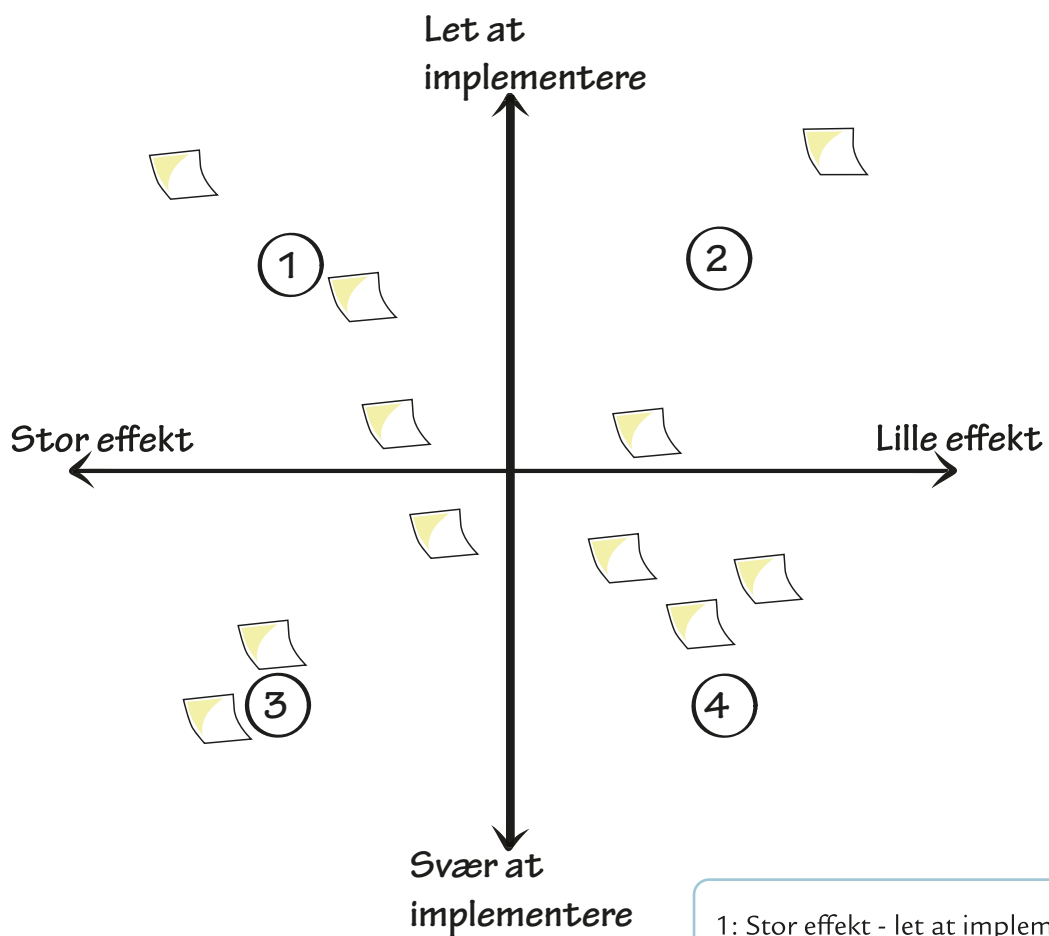 Let at
implementere
1
2
Stor effekt
Lille effekt
3
4
Svær at
implementere
1: Stor effekt - let at